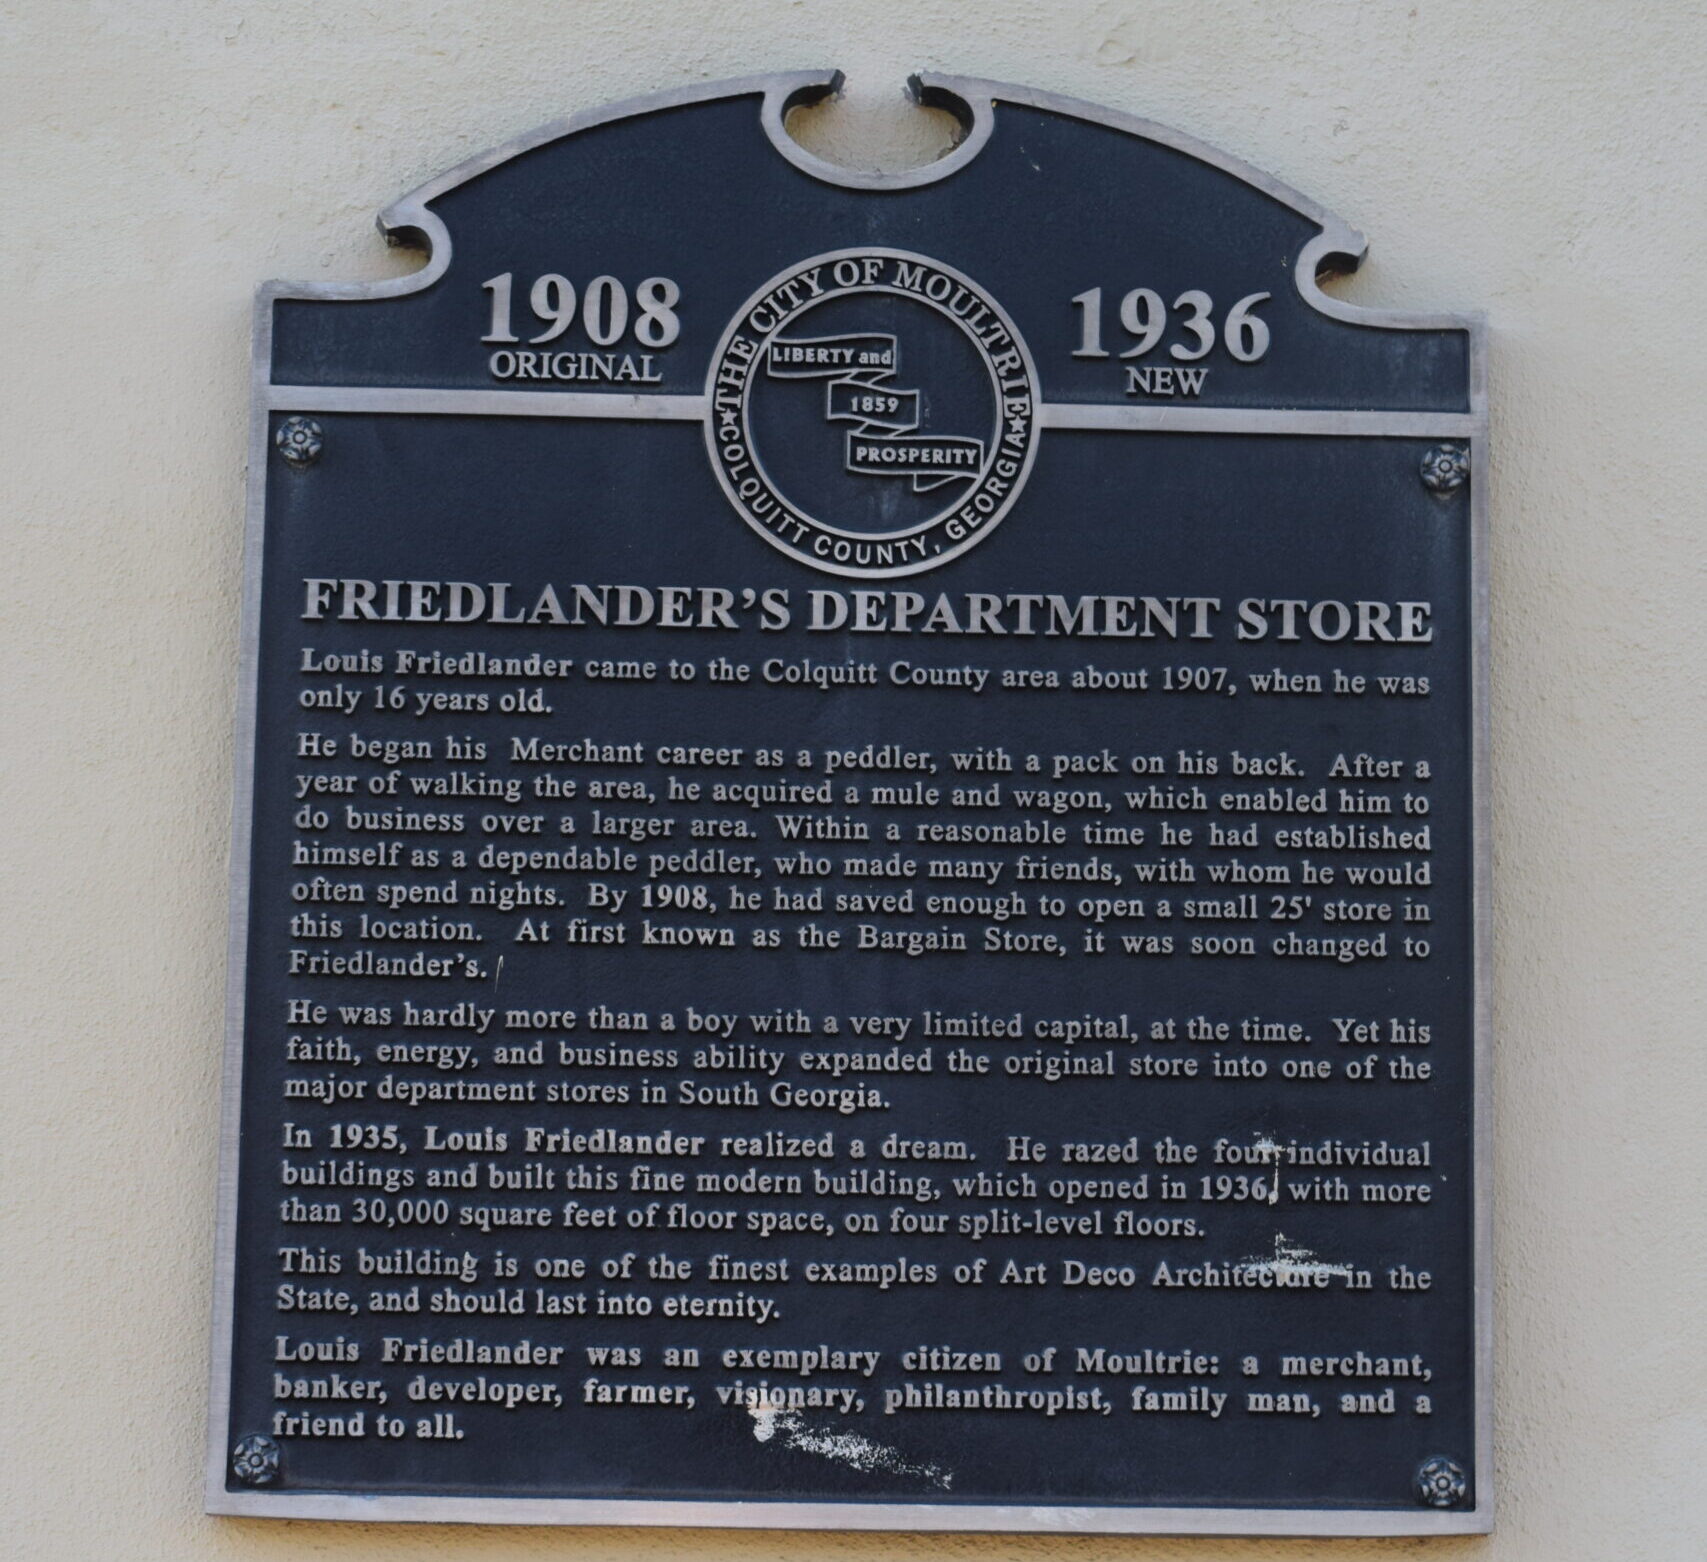 1908
ORIGINAL
THE CITY OF MOULTRIE
COLQUITT COUNTY, GEORGIA
LIBERTY and
1859
PROSPERITY
1936
NEW
FRIEDLANDER'S DEPARTMENT STORE
Louis Friedlander came to the Colquitt County area about 1907, when he was
only 16 years old.
He began his Merchant career as a peddler, with a pack on his back. After a
year of walking the area, he acquired a mule and wagon, which enabled him to
do business over a larger area. Within a reasonable time he had established
himself as a dependable peddler, who made many friends, with whom he would
often spend nights. By 1908, he had saved enough to open a small 25' store in
this location. At first known as the Bargain Store, it was soon changed to
Friedlander's.
He was hardly more than a boy with a very limited capital, at the time. Yet his
faith, energy, and business ability expanded the original store into one of the
major department stores in South Georgia.
In 1935, Louis Friedlander realized a dream. He razed the four individual
buildings and built this fine modern building, which opened in 1936, with more
than 30,000 square feet of floor space, on four split-level floors.
This building is one of the finest examples of Art Deco Architecture in the
State, and should last into eternity.
Louis Friedlander was an exemplary citizen of Moultrie: a merchant,
banker, developer, farmer, visionary, philanthropist, family man, and a
friend to all.